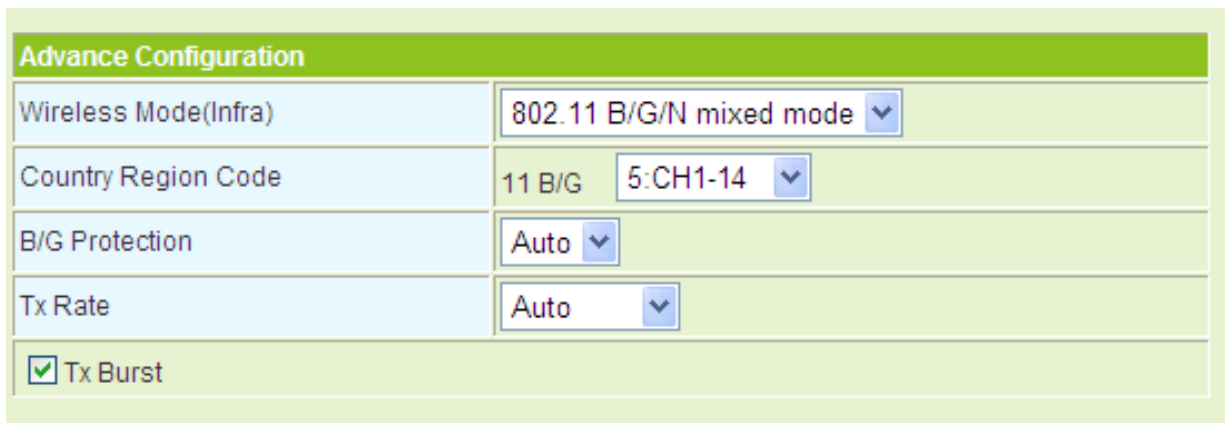 Advance Configuration
Wireless Mode(Infra) 802.11 B/G/N mixed mode
Country Region Code 11 B/G 5:CH1-14
B/G Protection Auto
Tx Rate Auto
Tx Burst